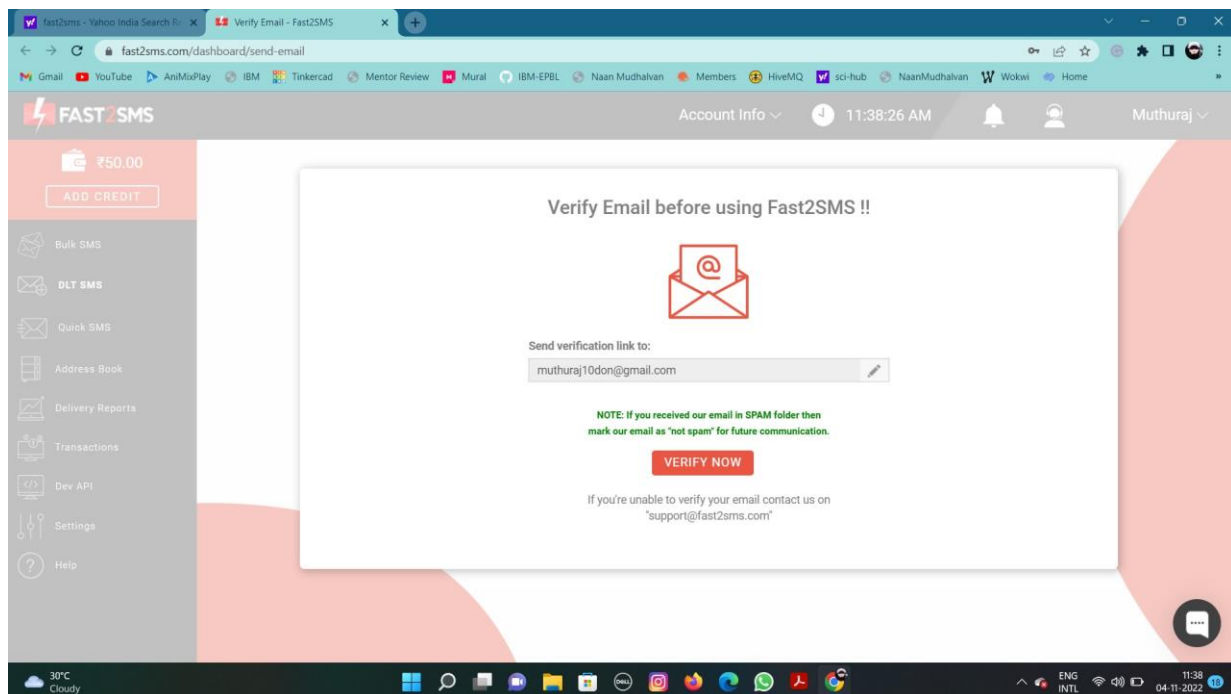 fast2sms - Yahoo India Search Re
Verify Email - Fast2SMS
fast2sms.com/dashboard/send-email
Gmail YouTube AniMixPlay IBM Tinkercad Mentor Review Mural IBM-EPBL Naan Mudhalvan Members HiveMQ sci-hub NaanMudhalvan Wokwi Home »
FAST2SMS
Account Info
11:38:26 AM
Muthuraj
₹50.00
ADD CREDIT
Bulk SMS
DLT SMS
Quick SMS
Address Book
Delivery Reports
Transactions
Dev API
Settings
Help
Verify Email before using Fast2SMS !!
Send verification link to:
muthuraj10don@gmail.com
NOTE: If you received our email in SPAM folder then
mark our email as "not spam" for future communication.
VERIFY NOW
If you're unable to verify your email contact us on
"support@fast2sms.com"
30°C
Cloudy
DELL
ENG
INTL
11:38
04-11-2022
18